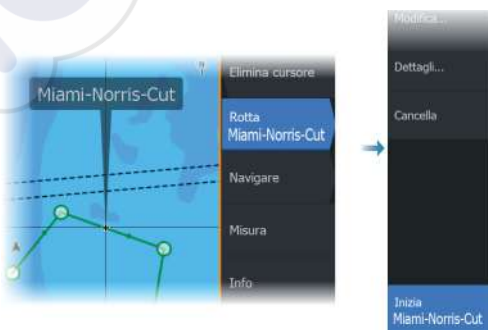 Miami-Norris-Cut
Elimina cursore
Rotta
Miami-Norris-Cut
Navigare
Misura
Info
Modifica...
Dettagli...
Cancella
Inizia
Miami-Norris-Cut